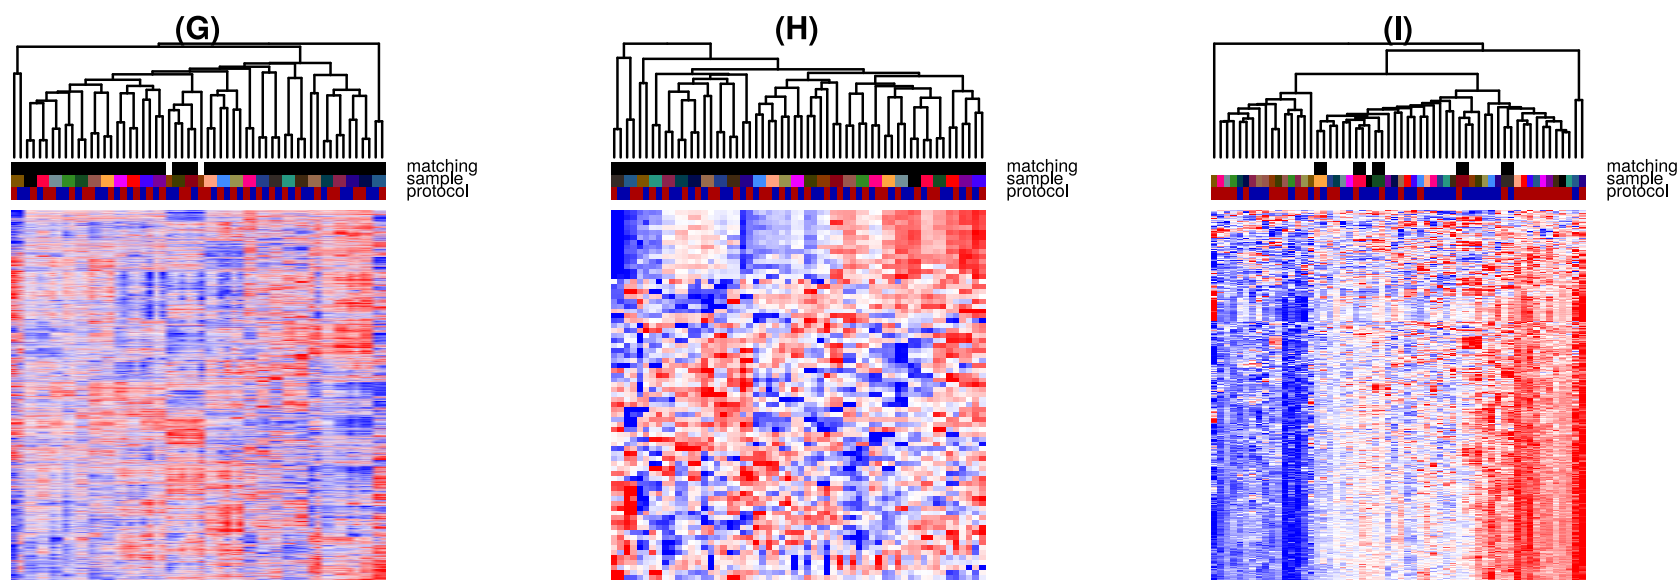 (G)
matching
sample
protocol
(H)
matching
sample
protocol
(I)
matching
sample
protocol